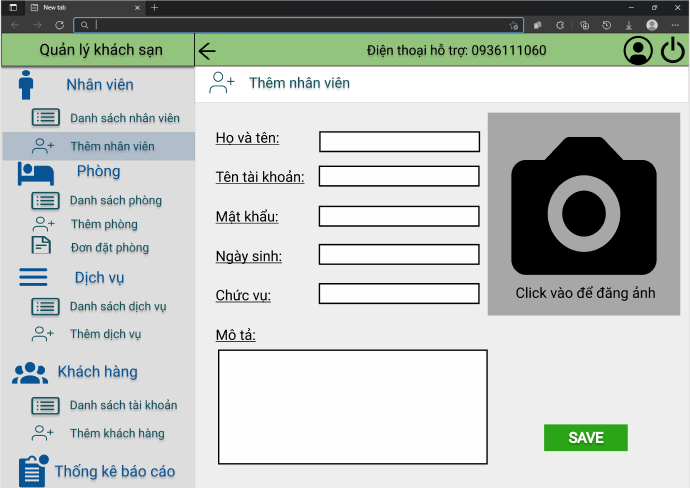 New tab
Quản lý khách sạn
Điện thoại hỗ trợ: 0936111060
Nhân viên
Danh sách nhân viên
Thêm nhân viên
Phòng
Danh sách phòng
Thêm phòng
Đơn đặt phòng
Dịch vụ
Danh sách dịch vụ
Thêm dịch vụ
Khách hàng
Danh sách tài khoản
Thêm khách hàng
Thống kê báo cáo
Thêm nhân viên
Họ và tên:
Tên tài khoản:
Mật khẩu:
Ngày sinh:
Chức vụ:
Mô tả:
Click vào để đăng ảnh
SAVE